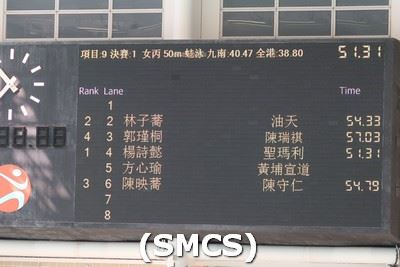 項目:9 決賽:1 女丙 50m 蛙泳 九南:40.47 全港:38.80 51.31
Rank Lane Time
1
2 2 林子蕎 油天 54.33
4 3 郭瑾桐 陳瑞祺 57.03
1 4 楊詩懿 聖瑪利 51.31
5 方心瑜 黃埔宣道
3 6 陳映蕎 陳守仁 54.79
7
8
(SMCS)